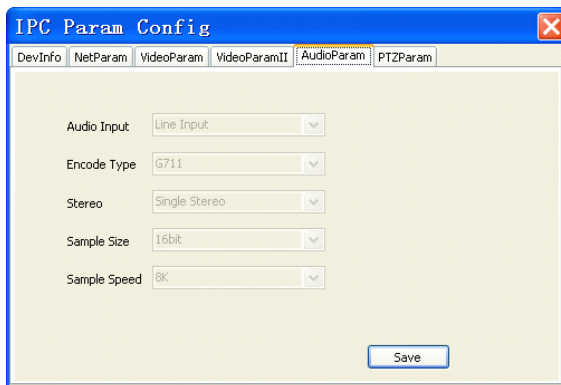 IPC Param Config
DevInfo NetParam VideoParam VideoParamII AudioParam PTZParam
Audio Input Line Input
Encode Type G711
Stereo Single Stereo
Sample Size 16bit
Sample Speed 8K
Save